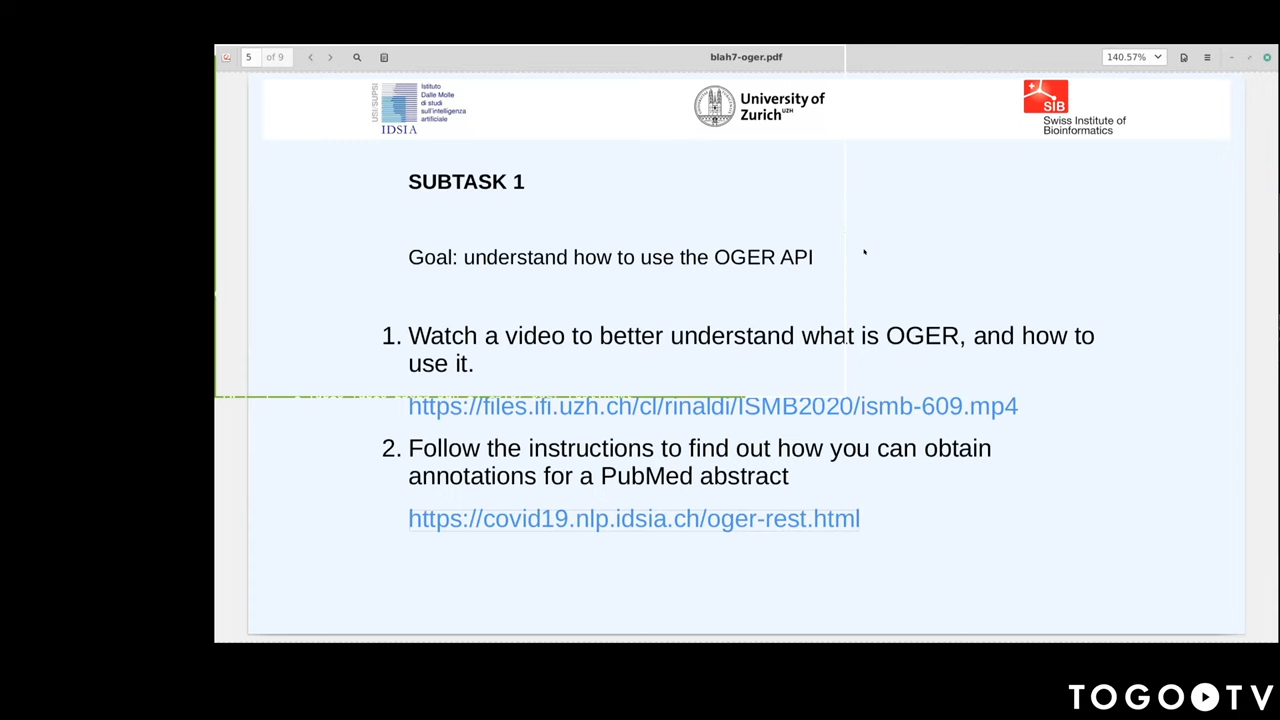 5 of 9
blah7-oger.pdf
140.57%
USI SUPSI
Istituto
Dalle Molle
di studi
sull'intelligenza
artificiale
IDSIA
University of
Zurich UZH
SIB
Swiss Institute of
Bioinformatics
SUBTASK 1
Goal: understand how to use the OGER API
1. Watch a video to better understand what is OGER, and how to
use it.
https://files.ifi.uzh.ch/cl/rinaldi/ISMB2020/ismb-609.mp4
2. Follow the instructions to find out how you can obtain
annotations for a PubMed abstract
https://covid19.nlp.idsia.ch/oger-rest.html
TOGO TV